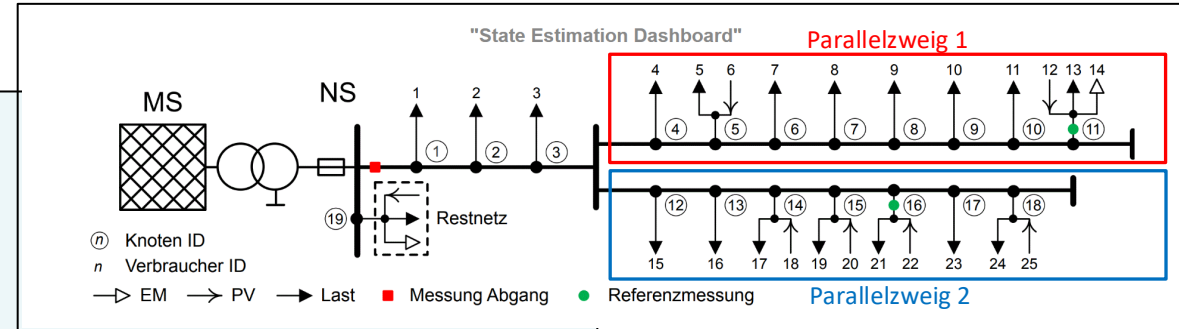 "State Estimation Dashboard"
Parallelzweig 1
MS
NS
1 2 3
4 5 6 7 8 9 10 11 12 13 14
1 2 3
4 5 6 7 8 9 10 11
19
Restnetz
12 13 14 15 16 17 18
15 16 17 18 19 20 21 22 23 24 25
n Knoten ID
n Verbraucher ID
EM PV Last Messung Abgang Referenzmessung
Parallelzweig 2